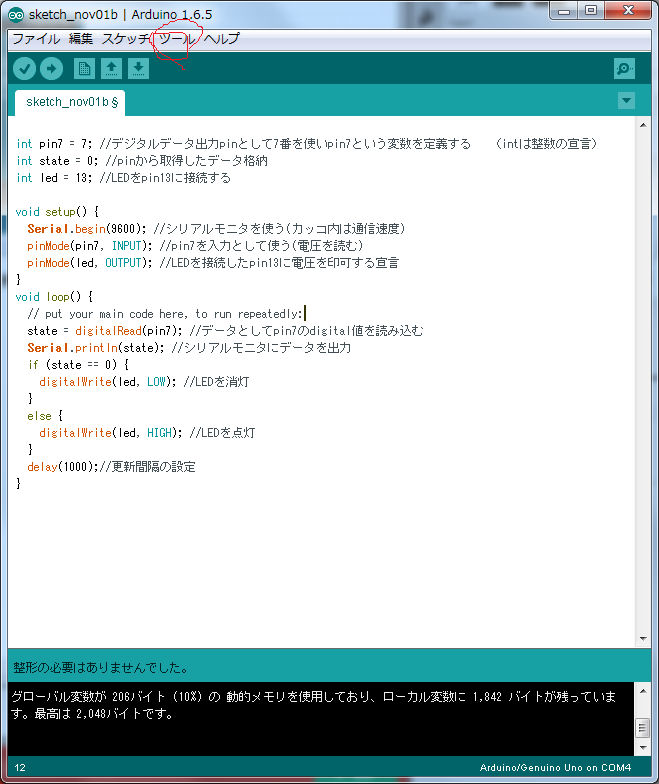 sketch_nov01b | Arduino 1.6.5
ファイル 編集 スケッチ ツール ヘルプ
sketch_nov01b §
int pin7 = 7; //デジタルデータ出力pinとして7番を使いpin7という変数を定義する　（intは整数の宣言）
int state = 0; //pinから取得したデータ格納
int led = 13; //LEDをpin13に接続する
void setup() {
Serial.begin(9600); //シリアルモニタを使う(カッコ内は通信速度)
pinMode(pin7, INPUT); //pin7を入力として使う(電圧を読む)
pinMode(led, OUTPUT); //LEDを接続したpin13に電圧を印可する宣言
}
void loop() {
// put your main code here, to run repeatedly:
state = digitalRead(pin7); //データとしてpin7のdigital値を読み込む
Serial.println(state); //シリアルモニタにデータを出力
if (state == 0) {
digitalWrite(led, LOW); //LEDを消灯
}
else {
digitalWrite(led, HIGH); //LEDを点灯
}
delay(1000);//更新間隔の設定
}
整形の必要はありませんでした。
グローバル変数が 206バイト (10%) の 動的メモリを使用しており、ローカル変数に 1,842 バイトが残っていま
す。最高は 2,048バイトです。
12 Arduino/Genuino Uno on COM4